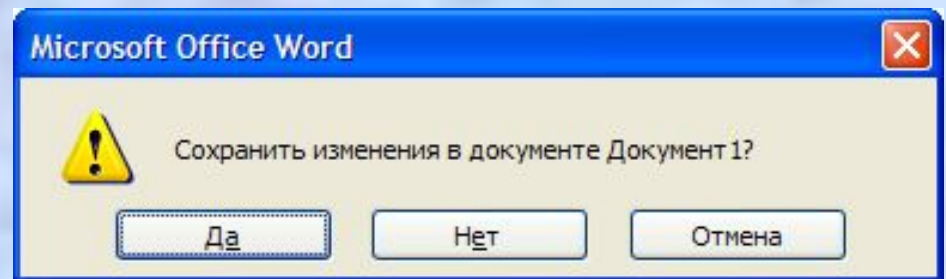 Microsoft Office Word
Сохранить изменения в документе Документ1?
Да Нет Отмена